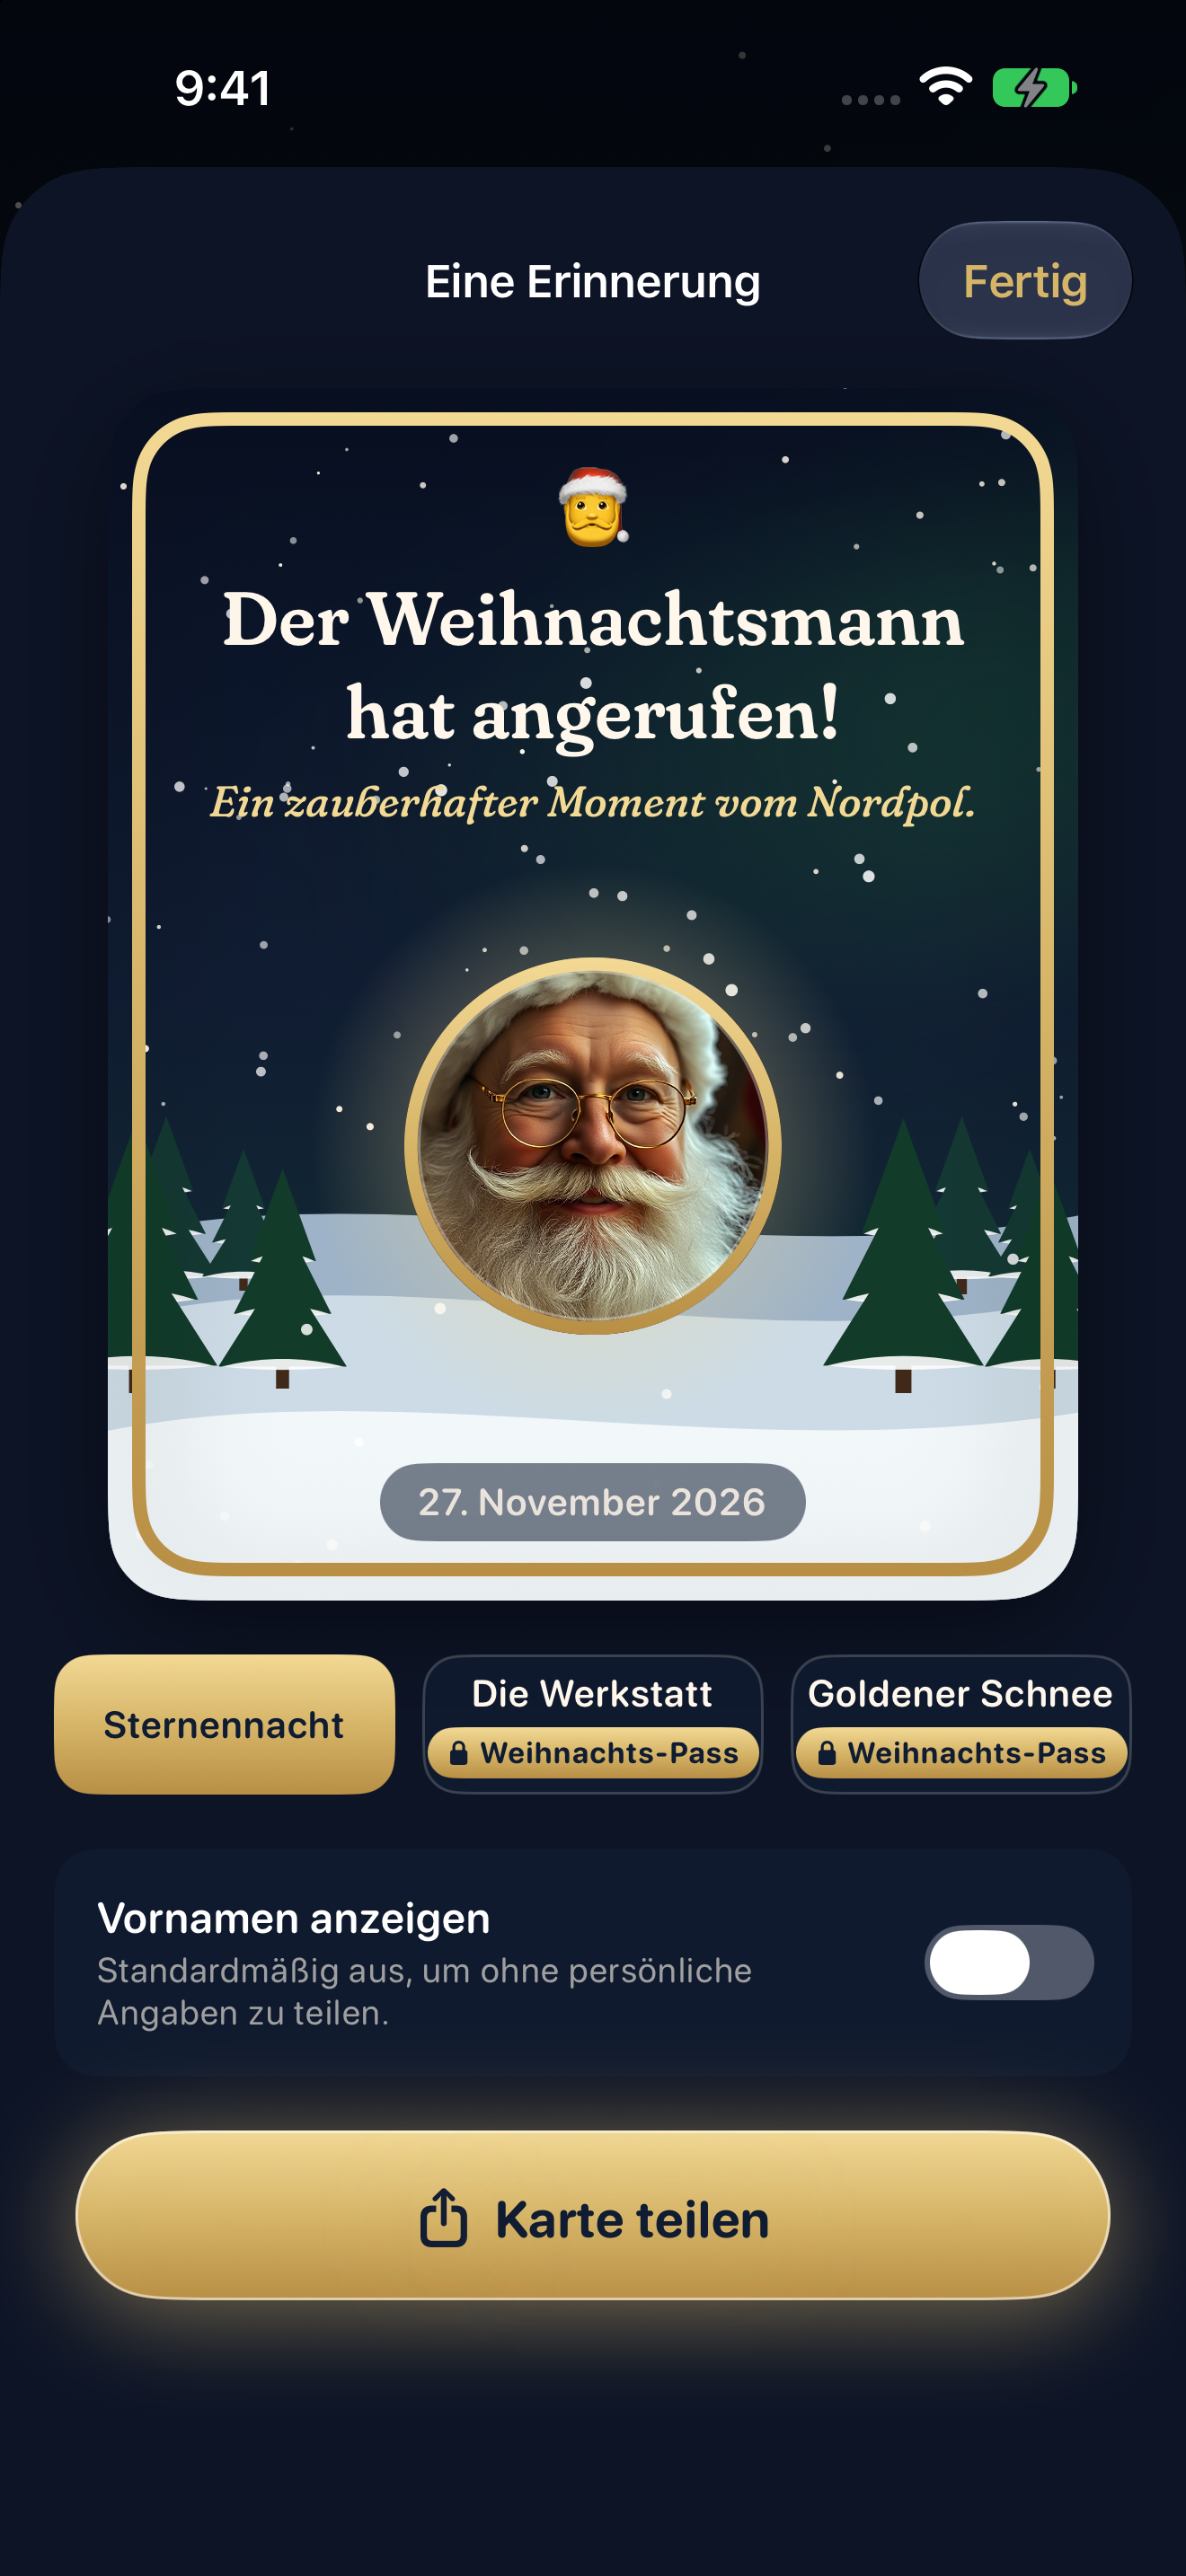 9:41
Eine Erinnerung
Fertig
Der Weihnachtsmann
hat angerufen!
Ein zauberhafter Moment vom Nordpol.
27. November 2026
Sternennacht
Die Werkstatt
Weihnachts-Pass
Goldener Schnee
Weihnachts-Pass
Vornamen anzeigen
Standardmäßig aus, um ohne persönliche
Angaben zu teilen.
Karte teilen